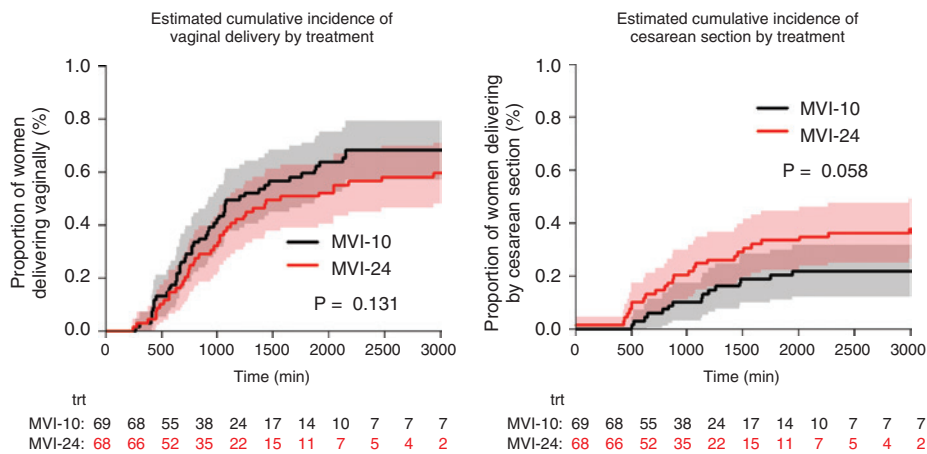 Estimated cumulative incidence of
vaginal delivery by treatment
Proportion of women
delivering vaginally (%)
1.0
0.8
0.6
0.4
0.2
0.0
MVI-10
MVI-24
P = 0.131
0 500 1000 1500 2000 2500 3000
Time (min)
trt
MVI-10: 69 68 55 38 24 17 14 10 7 7 7
MVI-24: 68 66 52 35 22 15 11 7 5 4 2
Estimated cumulative incidence of
cesarean section by treatment
Proportion of women delivering
by cesarean section (%)
1.0
0.8
0.6
0.4
0.2
0.0
MVI-10
MVI-24
P = 0.058
0 500 1000 1500 2000 2500 3000
Time (min)
trt
MVI-10: 69 68 55 38 24 17 14 10 7 7 7
MVI-24: 68 66 52 35 22 15 11 7 5 4 2